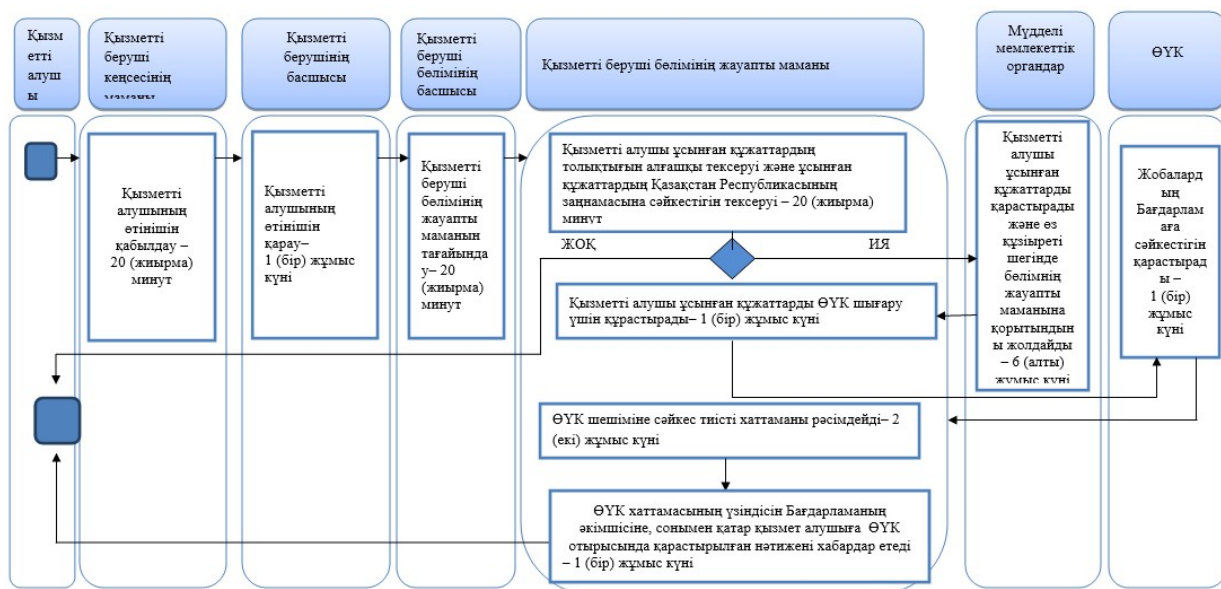 Қызм
етті
алуш
ы
Қызметті
беруші
кеңсесінің
маманы
Қызметті
берушінің
басшысы
Қызметті
беруші
бөлімінің
басшысы
Қызметті беруші бөлімінің жауапты маманы
Мүдделі
мемлекеттік
органдар
ӨҮК
Қызметті
алушының
өтінішін
қабылдау –
20 (жиырма)
минут
Қызметті
алушының
өтінішін
қарау–
1 (бір) жұмыс
күні
Қызметті
беруші
бөлімінің
жауапты
маманын
тағайында
у– 20
(жиырма)
минут
Қызметті алушы ұсынған құжаттардың
толықтығын алғашқы тексеруі және ұсынған
құжаттардың Қазақстан Республикасының
заңнамасына сәйкестігін тексеруі – 20 (жиырма)
минут
ЖОҚ
ИЯ
Қызметті алушы ұсынған құжаттарды ӨҮК шығару
үшін құрастырады– 1 (бір) жұмыс күні
Қызметті
алушы
ұсынған
құжаттарды
қарастырады
және өз
құзіыреті
шегінде
бөлімнің
жауапты
маманына
қорытындын
ы жолдайды
– 6 (алты)
жұмыс күні
Жобалард
ың
Бағдарлам
аға
сәйкестігін
қарастырад
ы –
1 (бір)
жұмыс
күні
ӨҮК шешіміне сәйкес тиісті хаттаманы рәсімдейді– 2
(екі) жұмыс күні
ӨҮК хаттамасының үзіндісін Бағдарламаның
әкімшісіне, сонымен қатар қызмет алушыға ӨҮК
отырысында қарастырылған нәтижені хабардар етеді
– 1 (бір) жұмыс күні